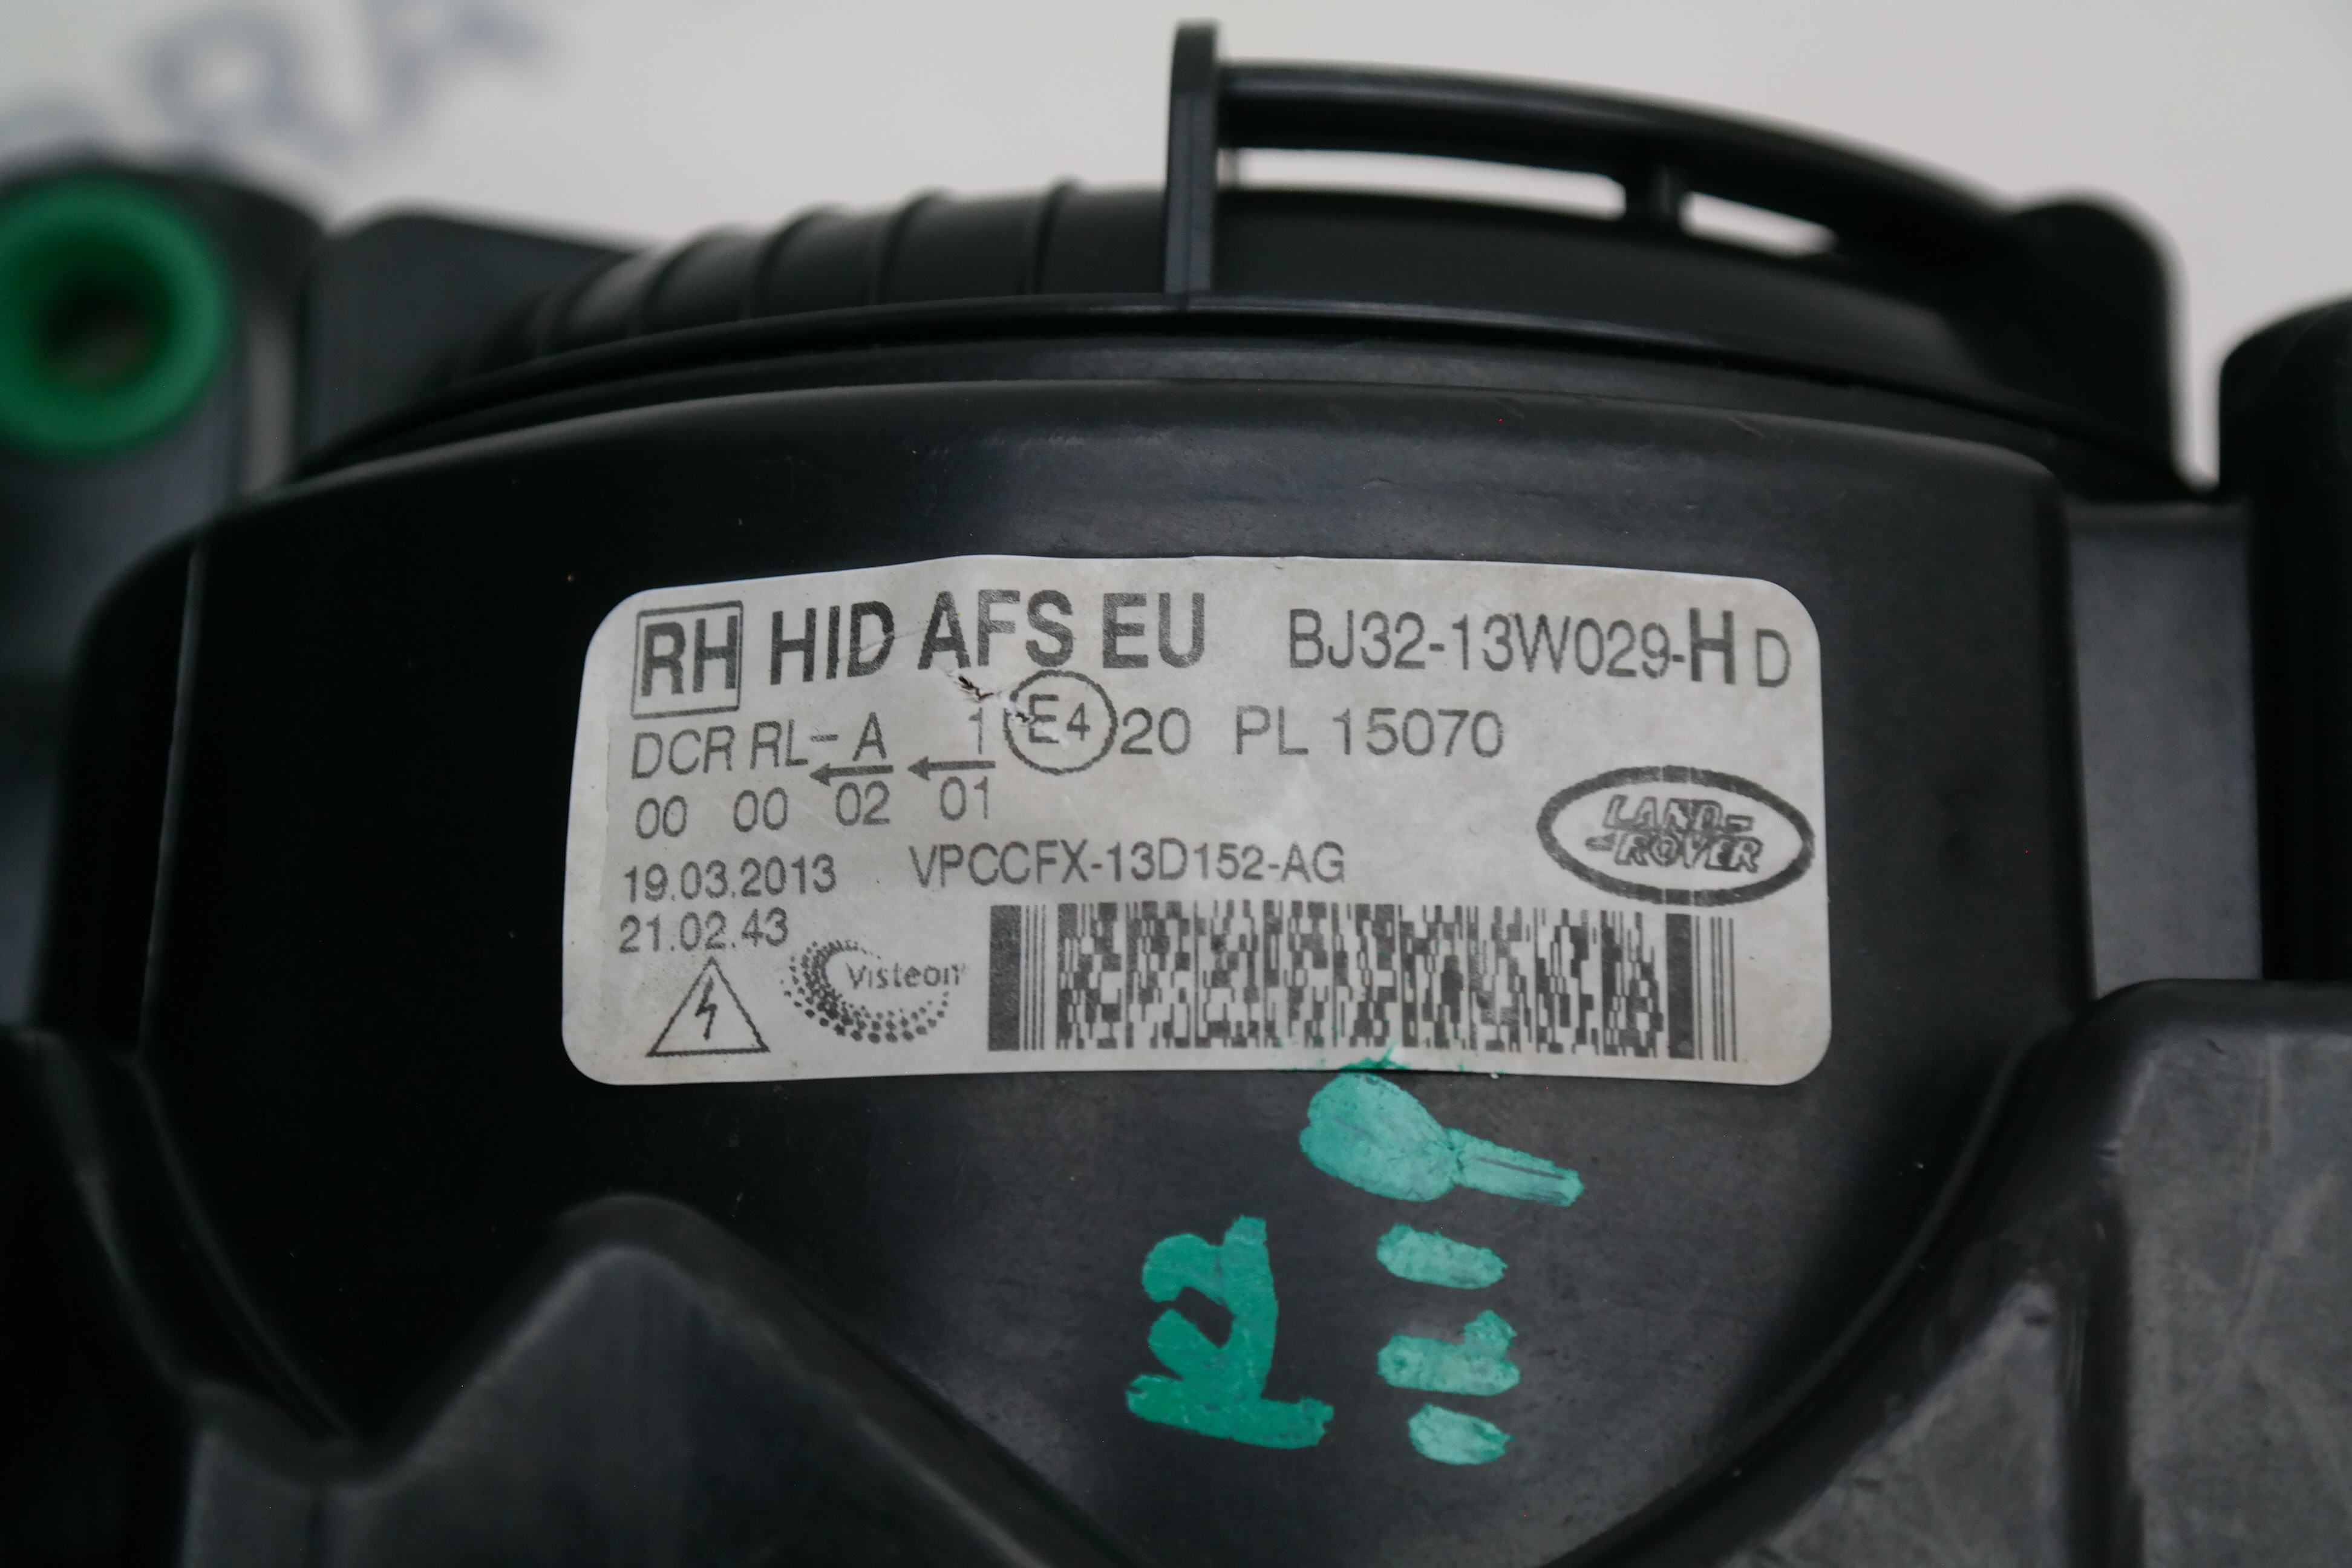 RH HID AFS EU BJ32-13W029-H D
DCR RL-A 1 E4 20 PL 15070
00 00 02 01
LAND-
-ROVER
19.03.2013 VPCCFX-13D152-AG
21.02.43
Visteon